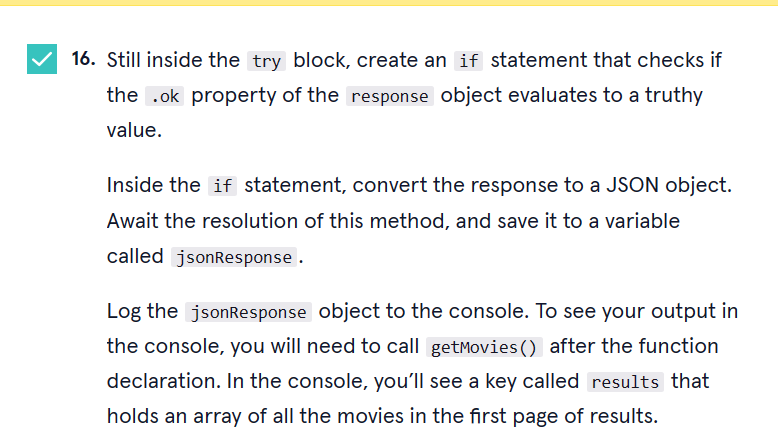 16. Still inside the try block, create an if statement that checks if
the .ok property of the response object evaluates to a truthy
value.
Inside the if statement, convert the response to a JSON object.
Await the resolution of this method, and save it to a variable
called jsonResponse.
Log the jsonResponse object to the console. To see your output in
the console, you will need to call getMovies() after the function
declaration. In the console, you’ll see a key called results that
holds an array of all the movies in the first page of results.